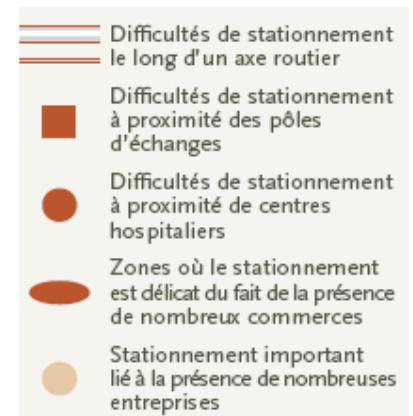 Difficultés de stationnement
le long d'un axe routier
Difficultés de stationnement
à proximité des pôles
d'échanges
Difficultés de stationnement
à proximité de centres
hospitaliers
Zones où le stationnement
est délicat du fait de la présence
de nombreux commerces
Stationnement important
lié à la présence de nombreuses
entreprises